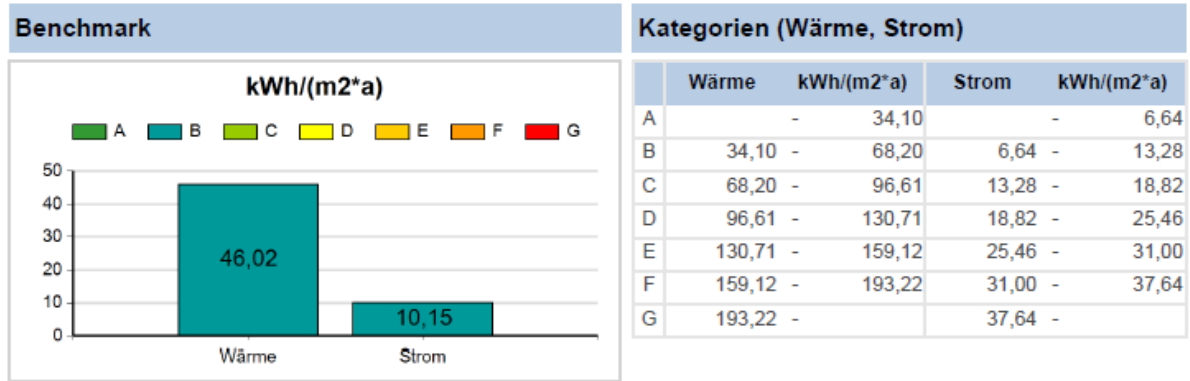 Benchmark
kWh/(m2*a)
A B C D E F G
50
40
30
20
10
0
46,02
10,15
Wärme Strom
Kategorien (Wärme, Strom)
Wärme kWh/(m2*a) Strom kWh/(m2*a)
A - 34,10 - 6,64
B 34,10 - 68,20 6,64 - 13,28
C 68,20 - 96,61 13,28 - 18,82
D 96,61 - 130,71 18,82 - 25,46
E 130,71 - 159,12 25,46 - 31,00
F 159,12 - 193,22 31,00 - 37,64
G 193,22 - 37,64 -